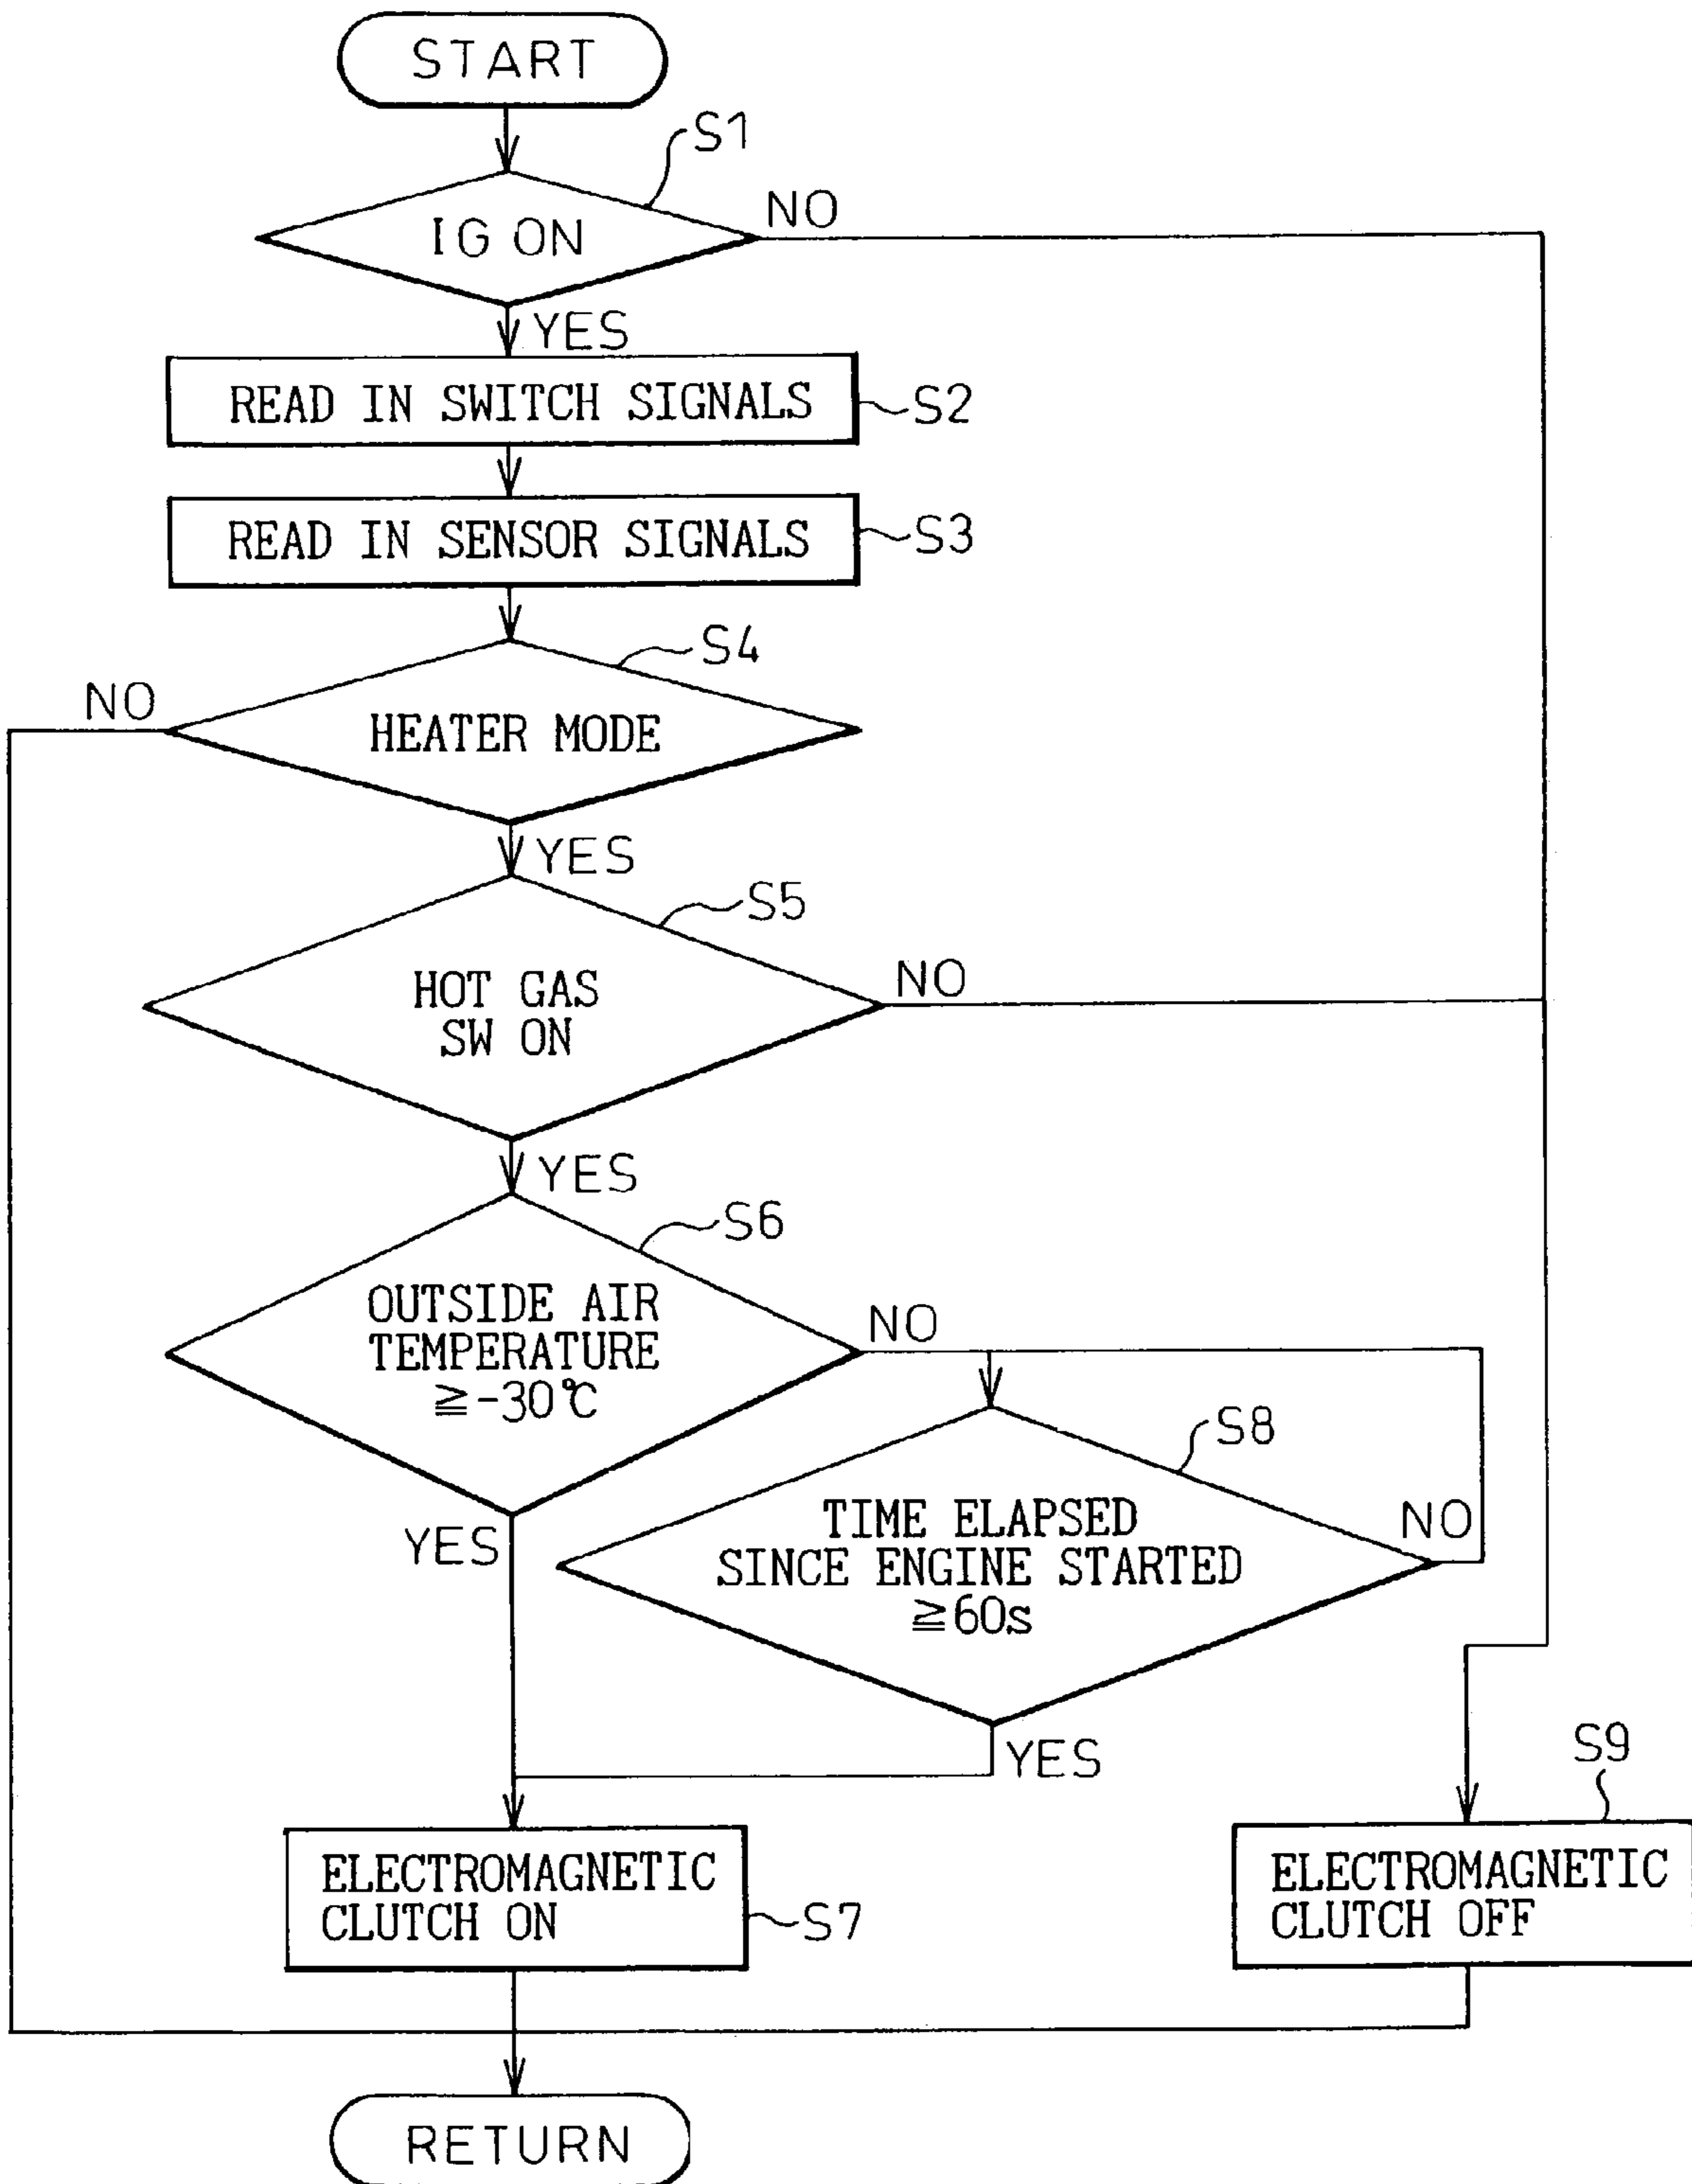 START
S1
IG ON
NO
YES
READ IN SWITCH SIGNALS
S2
READ IN SENSOR SIGNALS
S3
S4
NO
HEATER MODE
YES
S5
HOT GAS
SW ON
NO
YES
S6
OUTSIDE AIR
TEMPERATURE
≧-30℃
NO
YES
S8
TIME ELAPSED
SINCE ENGINE STARTED
≧60s
NO
YES
S9
ELECTROMAGNETIC
CLUTCH ON
S7
ELECTROMAGNETIC
CLUTCH OFF
RETURN